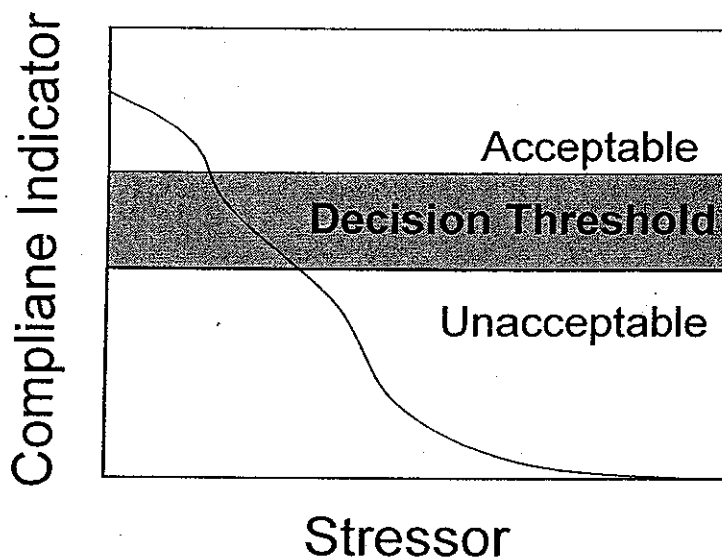 Compliane Indicator
Acceptable
Decision Threshold
Unacceptable
Stressor